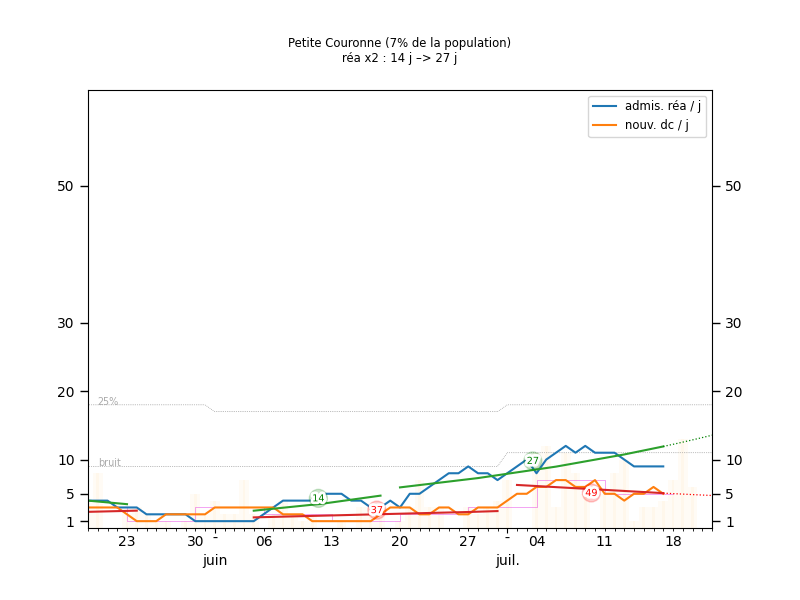 Petite Couronne (7% de la population)
réa x2 : 14 j –> 27 j
admis. réa / j
nouv. dc / j
50 50
30 30
20 20
25%
bruit
10 10
27
5 5
14
49
37
1 1
23 30 - 06 13 20 27 - 04 11 18
juin juil.